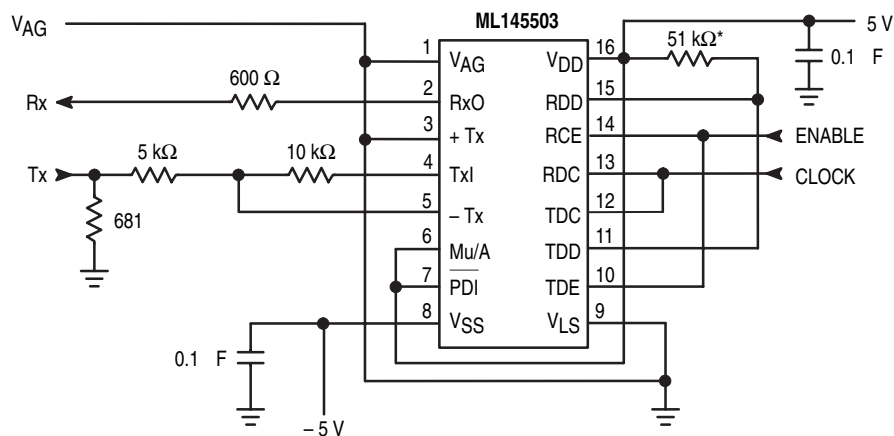 ML145503
VAG
5 V
51 kΩ*
0.1 F
1 VAG
VDD 16
600 Ω
Rx
2 RxO
RDD 15
3 + Tx
RCE 14
ENABLE
5 kΩ
10 kΩ
Tx
4 TxI
RDC 13
CLOCK
5 – Tx
TDC 12
681
6 Mu/A
TDD 11
7 PDI
TDE 10
8 VSS
VLS 9
0.1 F
– 5 V